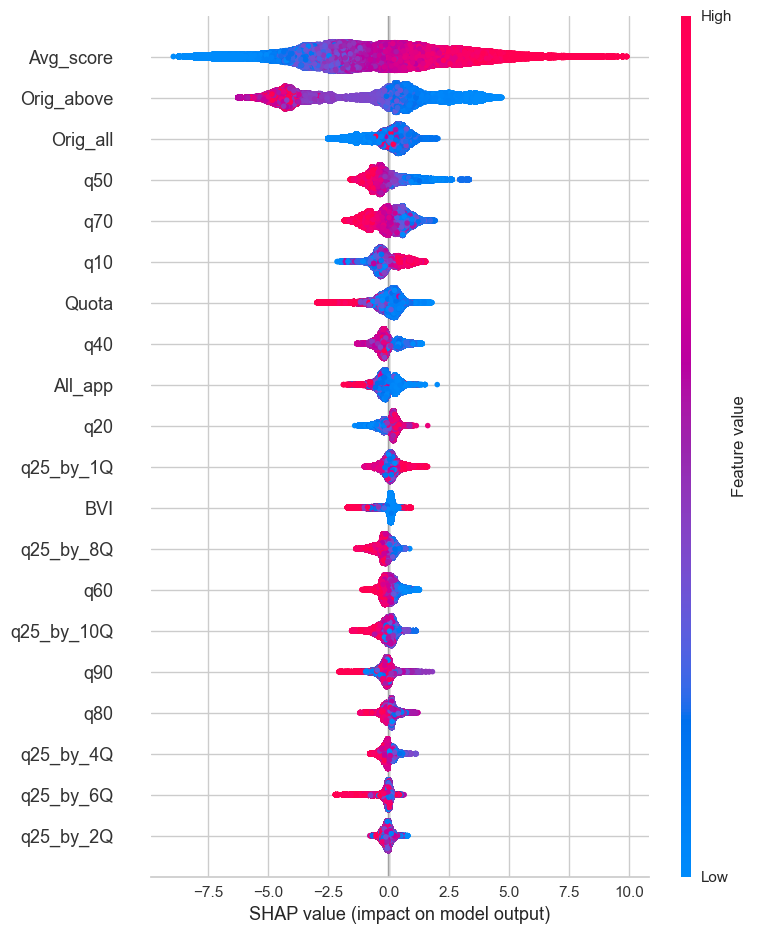 High
Avg_score
Orig_above
Orig_all
q50
q70
q10
Quota
q40
All_app
q20
q25_by_1Q
BVI
q25_by_8Q
q60
q25_by_10Q
q90
q80
q25_by_4Q
q25_by_6Q
q25_by_2Q
Feature value
Low
−7.5 −5.0 −2.5 0.0 2.5 5.0 7.5 10.0
SHAP value (impact on model output)